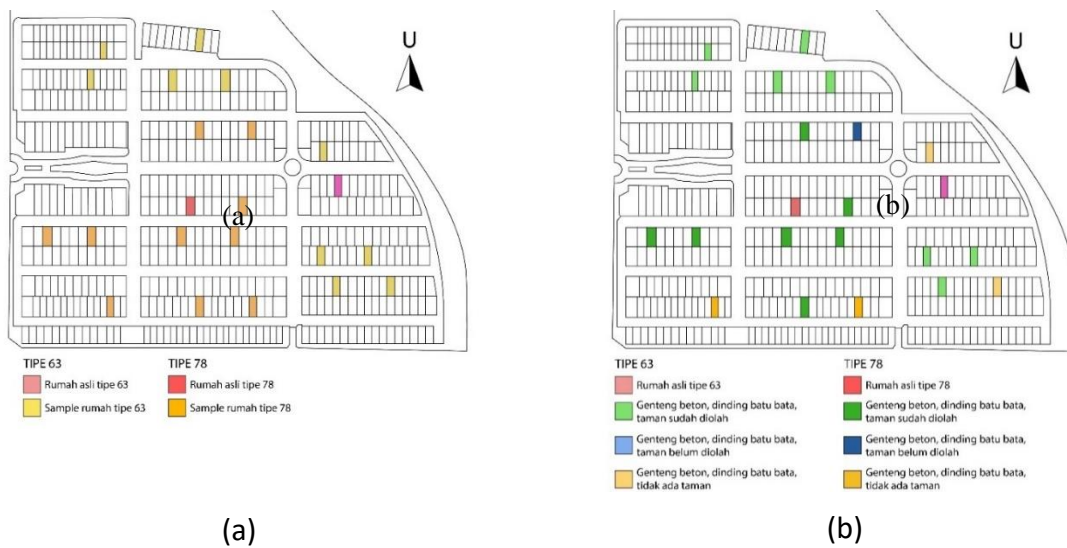 U
(a)
TIPE 63
Rumah asli tipe 63
Sample rumah tipe 63
TIPE 78
Rumah asli tipe 78
Sample rumah tipe 78
(a)
U
(b)
TIPE 63
Rumah asli tipe 63
Genteng beton, dinding batu bata,
taman sudah diolah
Genteng beton, dinding batu bata,
taman belum diolah
Genteng beton, dinding batu bata,
tidak ada taman
TIPE 78
Rumah asli tipe 78
Genteng beton, dinding batu bata,
taman sudah diolah
Genteng beton, dinding batu bata,
taman belum diolah
Genteng beton, dinding batu bata,
tidak ada taman
(b)